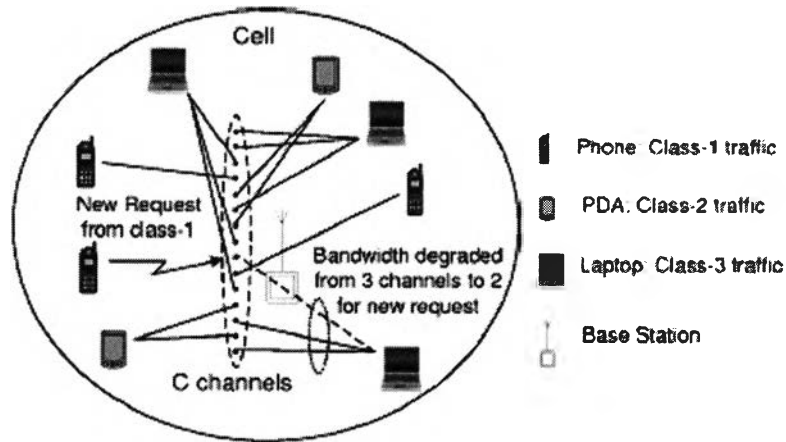 Cell
New Request
from class-1
Bandwidth degraded
from 3 channels to 2
for new request
C channels
Phone: Class-1 traffic
PDA: Class-2 traffic
Laptop: Class-3 traffic
Base Station